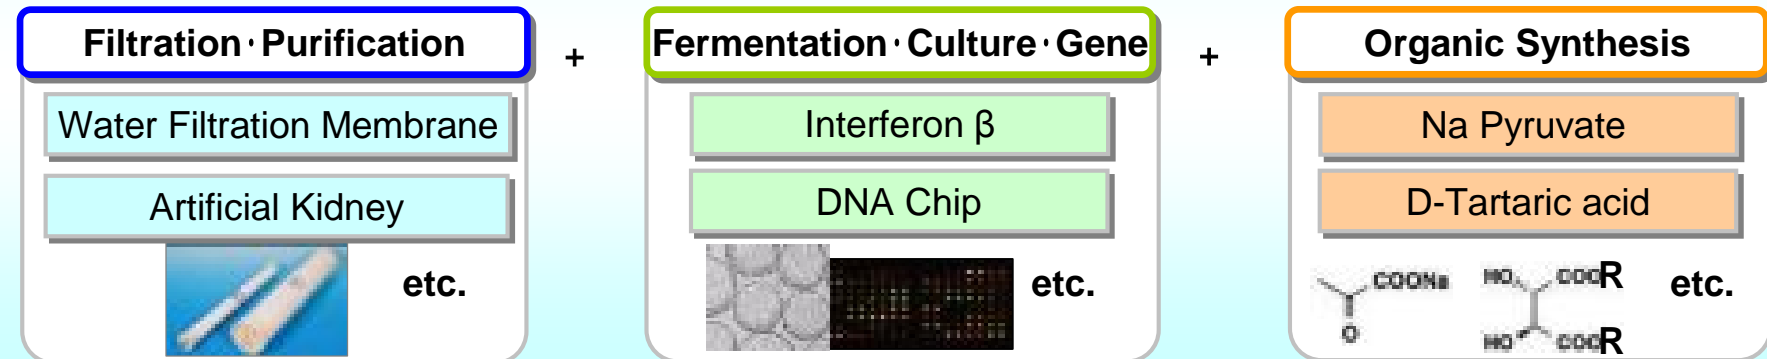 Filtration·Purification
+
Fermentation·Culture·Gene
+
Organic Synthesis
Water Filtration Membrane
Artificial Kidney
etc.
Interferon β
DNA Chip
etc.
Na Pyruvate
D-Tartaric acid
COONa
O
HO
COOR
HO
COOR
etc.